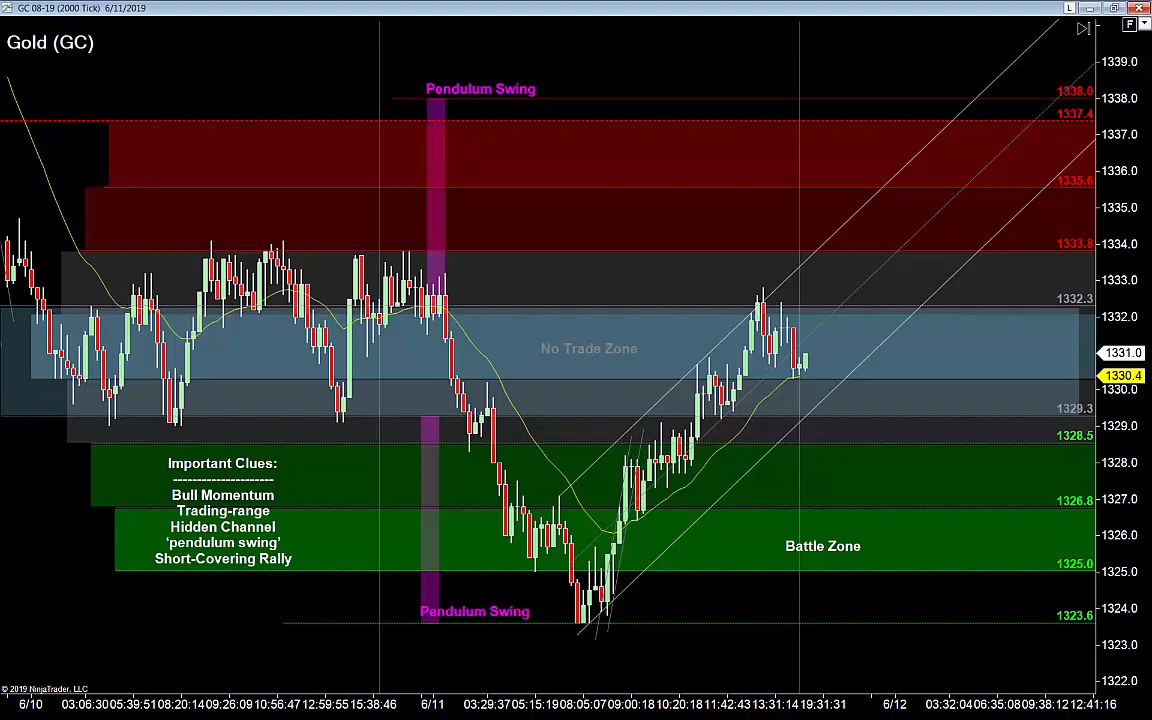 GC 08-19 (2000 Tick) 6/11/2019
L
F
Gold (GC)
Pendulum Swing
1339.0
1338.0
1338.0
1337.4
1337.0
1336.0
1335.6
1335.0
1333.8
1334.0
1333.0
1332.3
1332.0
No Trade Zone
1331.0
1330.4
1330.0
1329.3
1329.0
1328.5
1328.0
Important Clues:
----------------------
Bull Momentum
Trading-range
Hidden Channel
‘pendulum swing’
Short-Covering Rally
1326.8
1327.0
1326.0
Battle Zone
1325.0
1325.0
Pendulum Swing
1323.6
1324.0
1323.0
1322.0
© 2019 NinjaTrader, LLC
6/10 03:06:30 05:39:51 08:20:14 09:26:09 10:56:47 12:59:55 15:38:46 6/11 03:29:37 05:15:19 08:05:07 09:00:18 10:20:18 11:42:43 13:31:14 19:31:31 6/12 03:32:04 06:35:08 09:38:12 12:41:16